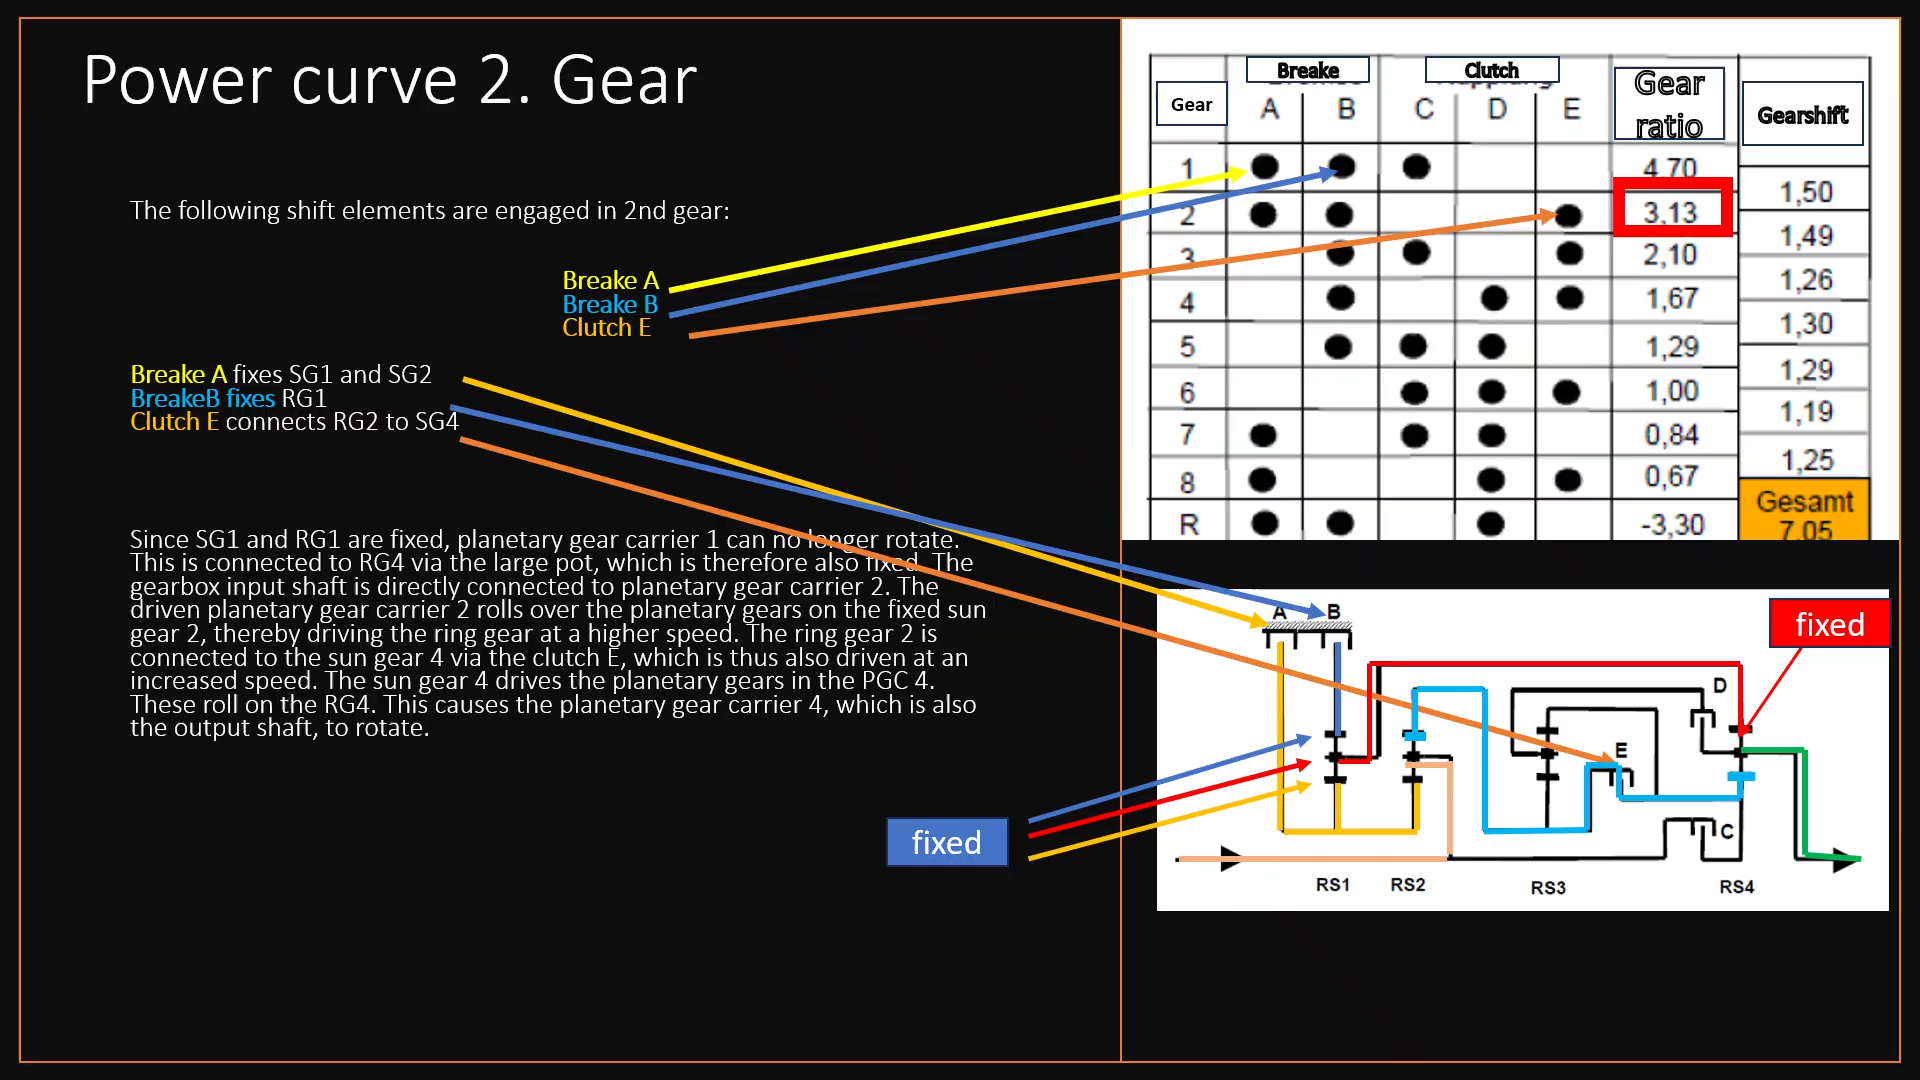 Power curve 2. Gear
The following shift elements are engaged in 2nd gear:
Breake A
Breake B
Clutch E
Breake A fixes SG1 and SG2
BreakeB fixes RG1
Clutch E connects RG2 to SG4
Since SG1 and RG1 are fixed, planetary gear carrier 1 can no longer rotate.
This is connected to RG4 via the large pot, which is therefore also fixed. The
gearbox input shaft is directly connected to planetary gear carrier 2. The
driven planetary gear carrier 2 rolls over the planetary gears on the fixed sun
gear 2, thereby driving the ring gear at a higher speed. The ring gear 2 is
connected to the sun gear 4 via the clutch E, which is thus also driven at an
increased speed. The sun gear 4 drives the planetary gears in the PGC 4.
These roll on the RG4. This causes the planetary gear carrier 4, which is also
the output shaft, to rotate.
fixed
Gear Breake Clutch Gear ratio Gearshift
A B C D E
1 4,70
1,50
2 3,13
1,49
3 2,10
1,26
4 1,67
1,30
5 1,29
1,29
6 1,00
1,19
7 0,84
1,25
8 0,67
Gesamt
7,05
R -3,30
fixed
A B
D
E
C
RS1 RS2 RS3 RS4